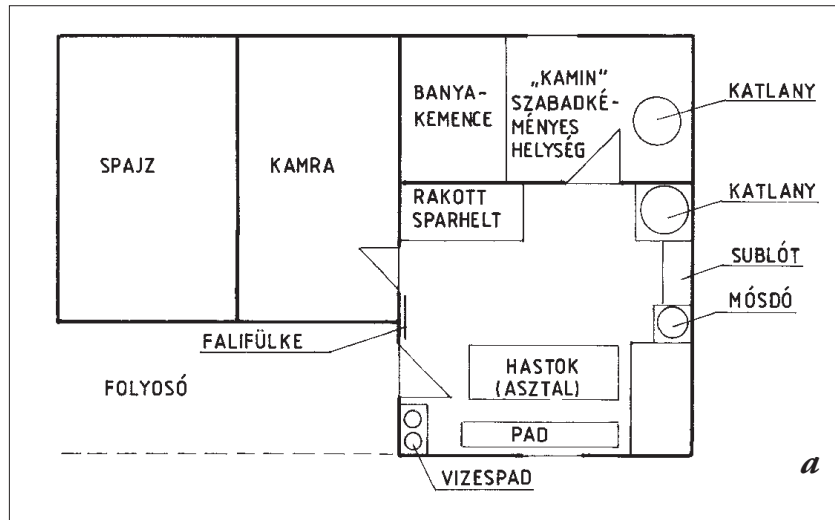 BANYA-
KEMENCE
„KAMIN”
SZABADKÉ-
MÉNYES
HELYSÉG
KATLANY
SPAJZ
KAMRA
RAKOTT
SPARHELT
KATLANY
SUBLÓT
MÓSDÓ
FALIFÜLKE
FOLYOSÓ
HASTOK
(ASZTAL)
PAD
VIZESPAD
a